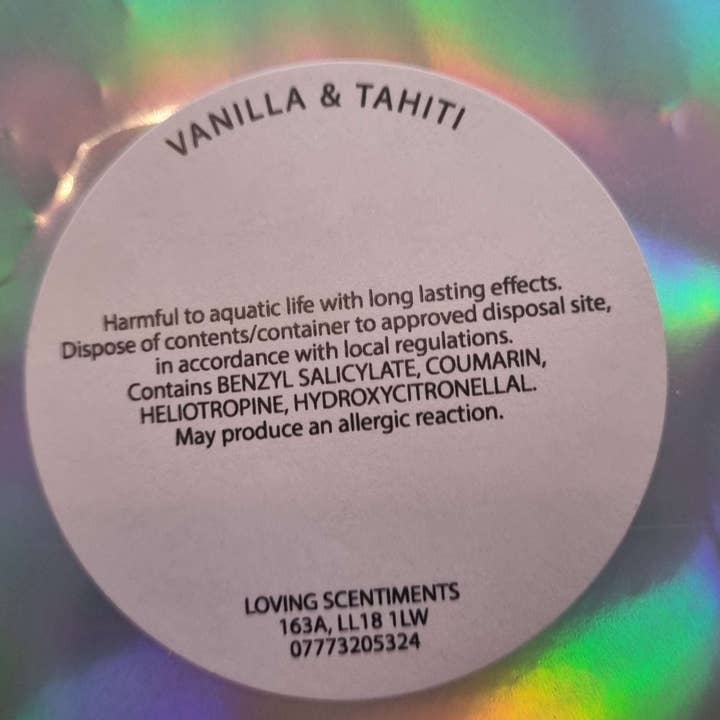 VANILLA & TAHITI
Harmful to aquatic life with long lasting effects.
Dispose of contents/container to approved disposal site,
in accordance with local regulations.
Contains BENZYL SALICYLATE, COUMARIN,
HELIOTROPINE, HYDROXYCITRONELLAL.
May produce an allergic reaction.
LOVING SCENTIMENTS
163A, LL18 1LW
07773205324